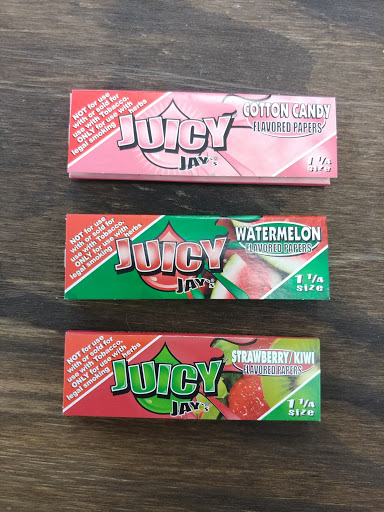 NOT for use
with or sold for
use with Tobacco.
ONLY for use with
legal smoking herbs
JUICY
JAY's
COTTON CANDY
FLAVORED PAPERS
1 1/4
size
NOT for use
with or sold for
use with Tobacco.
ONLY for use with
legal smoking herbs
JUICY
JAY's
WATERMELON
FLAVORED PAPERS
1 1/4
size
NOT for use
with or sold for
use with Tobacco.
ONLY for use with
legal smoking herbs
JUICY
JAY's
STRAWBERRY/KIWI
FLAVORED PAPERS
1 1/4
size